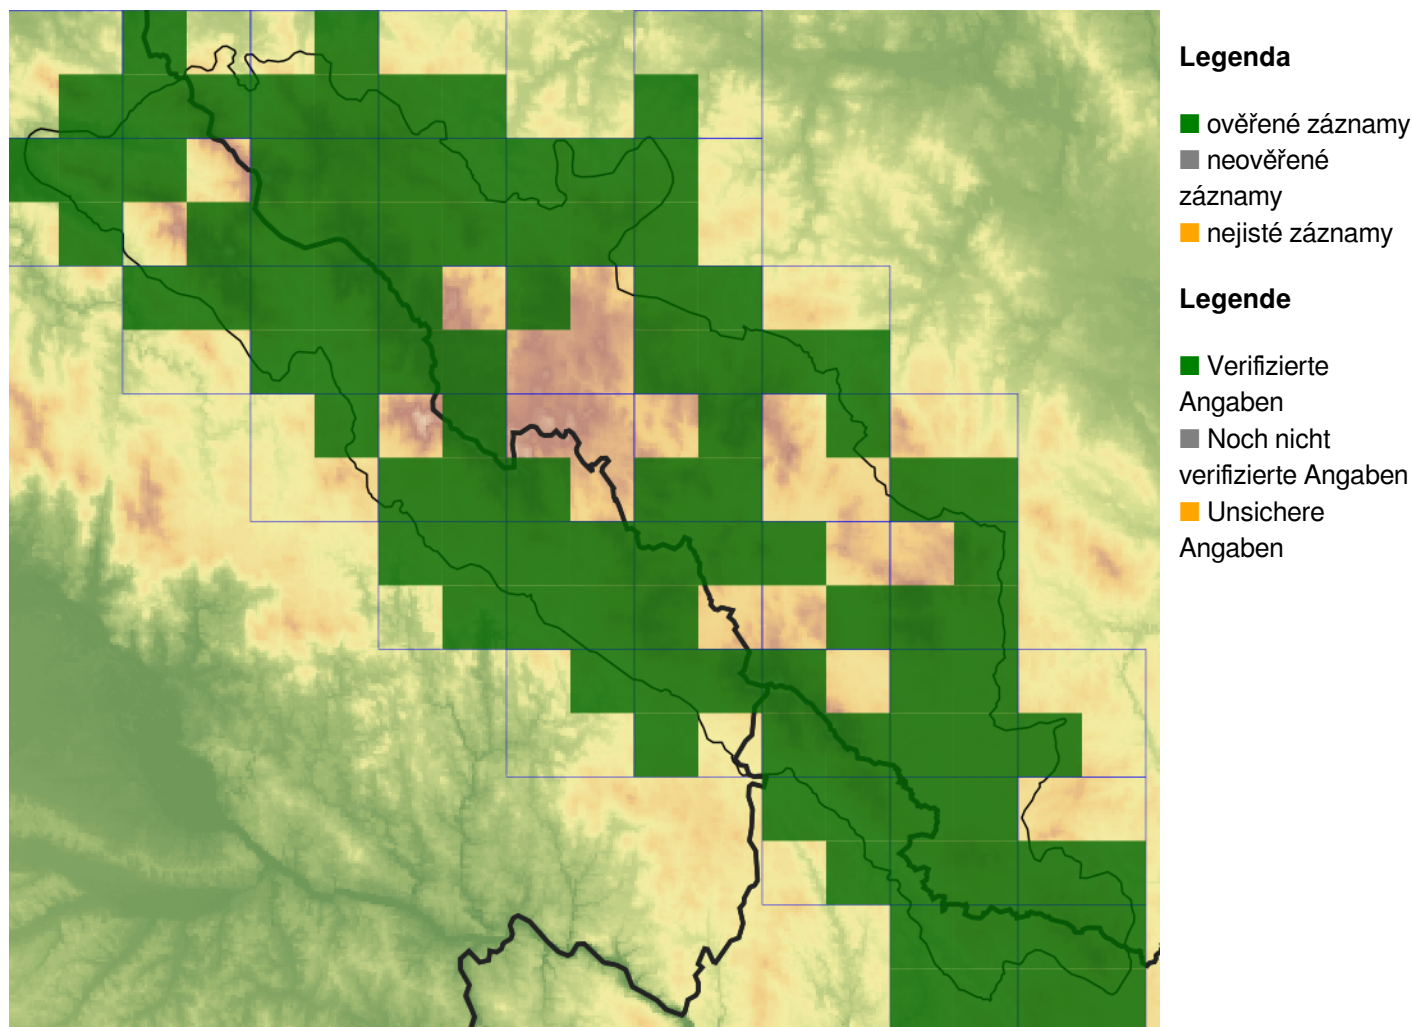 Legenda
ověřené záznamy
neověřené
záznamy
nejisté záznamy
Legende
Verifizierte
Angaben
Noch nicht
verifizierte Angaben
Unsichere
Angaben